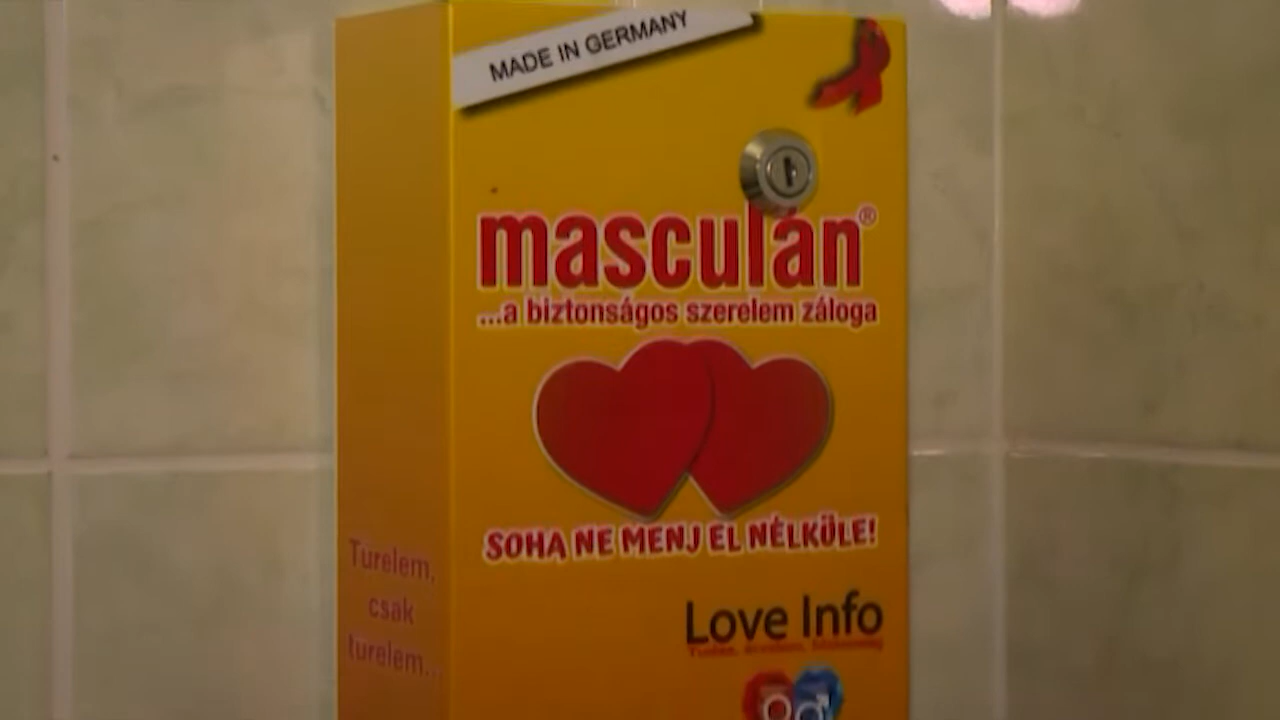 MADE IN GERMANY
masculan®
...a biztonságos szerelem záloga
SOHA NE MENJ EL NÉLKÜLE!
Türelem,
csak
türelem...
Love Info